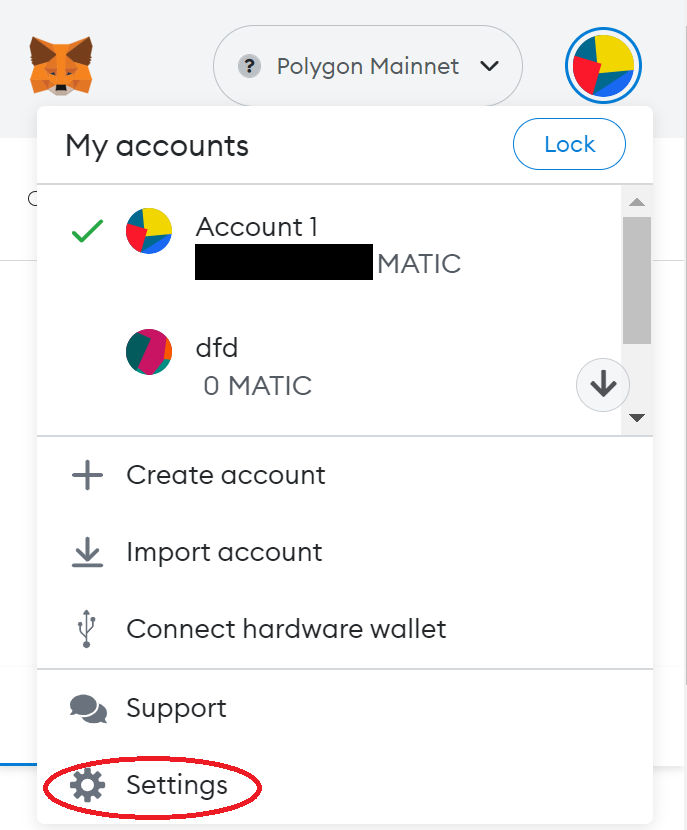 ? Polygon Mainnet
My accounts
Lock
Account 1
MATIC
dfd
0 MATIC
Create account
Import account
Connect hardware wallet
Support
Settings